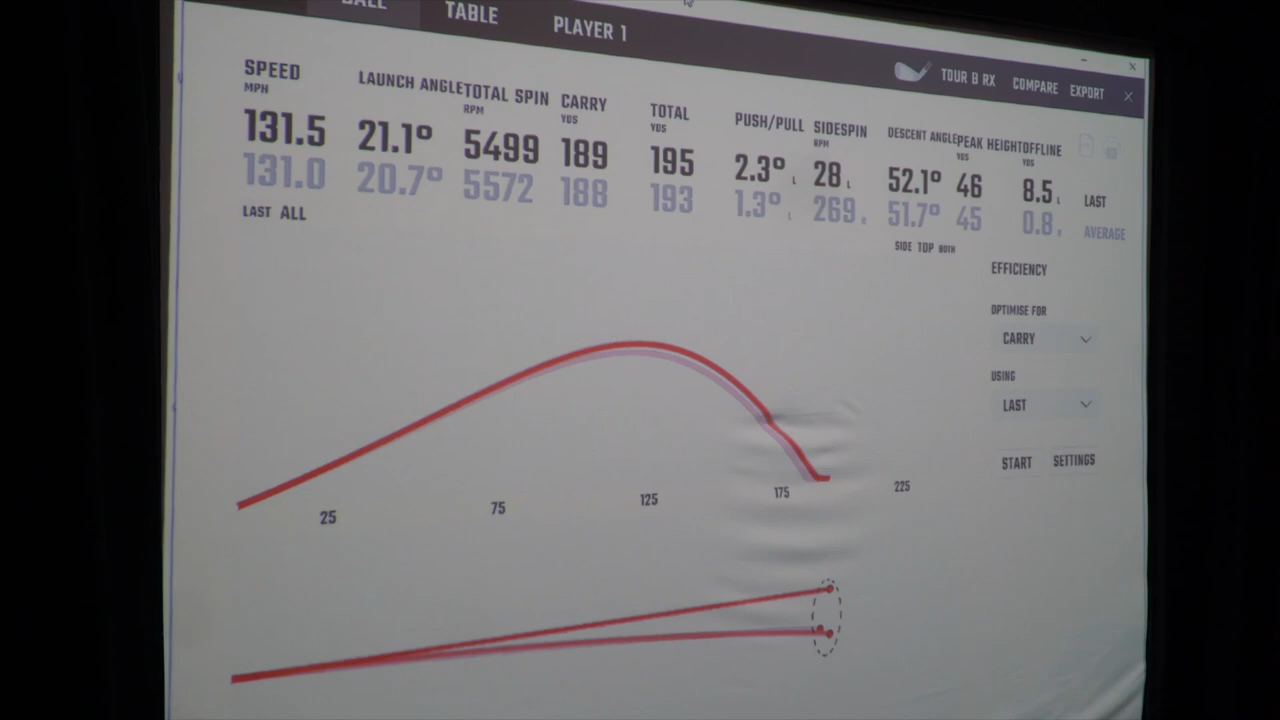 BALL TABLE PLAYER 1
TOUR B RX COMPARE EXPORT
SPEED LAUNCH ANGLE TOTAL SPIN CARRY TOTAL PUSH/PULL SIDESPIN DESCENT ANGLE PEAK HEIGHT OFFLINE
MPH RPM YDS YDS RPM YDS YDS
131.5 21.1° 5499 189 195 2.3° L 28 L 52.1° 46 8.5 L LAST
131.0 20.7° 5572 188 193 1.3° L 269 R 51.7° 45 0.8 R AVERAGE
LAST ALL
SIDE TOP BOTH
EFFICIENCY
OPTIMISE FOR
CARRY
USING
LAST
START SETTINGS
25 75 125 175 225